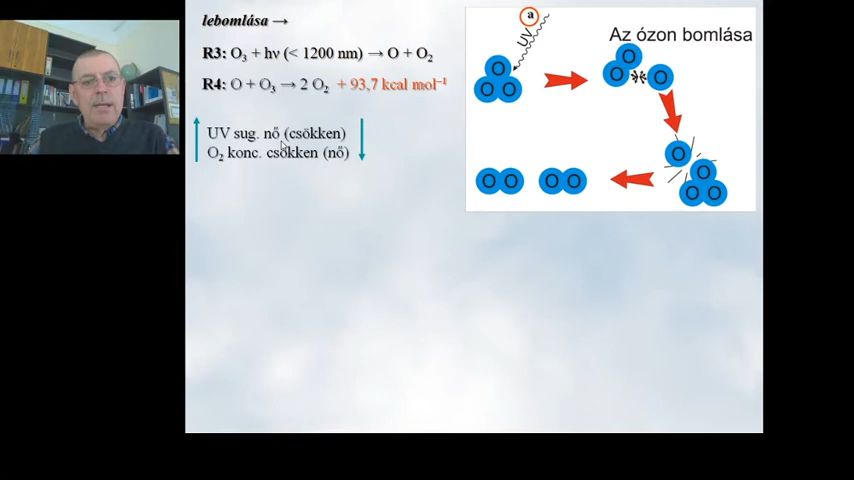 lebomlása →
R3: O₃ + hν (< 1200 nm) → O + O₂
R4: O + O₃ → 2 O₂ + 93,7 kcal mol⁻¹
UV sug. nő (csökken)
O₂ konc. csökken (nő)
a
UV
Az ózon bomlása
O
O O
O
O O
O
O O O O
O
O O